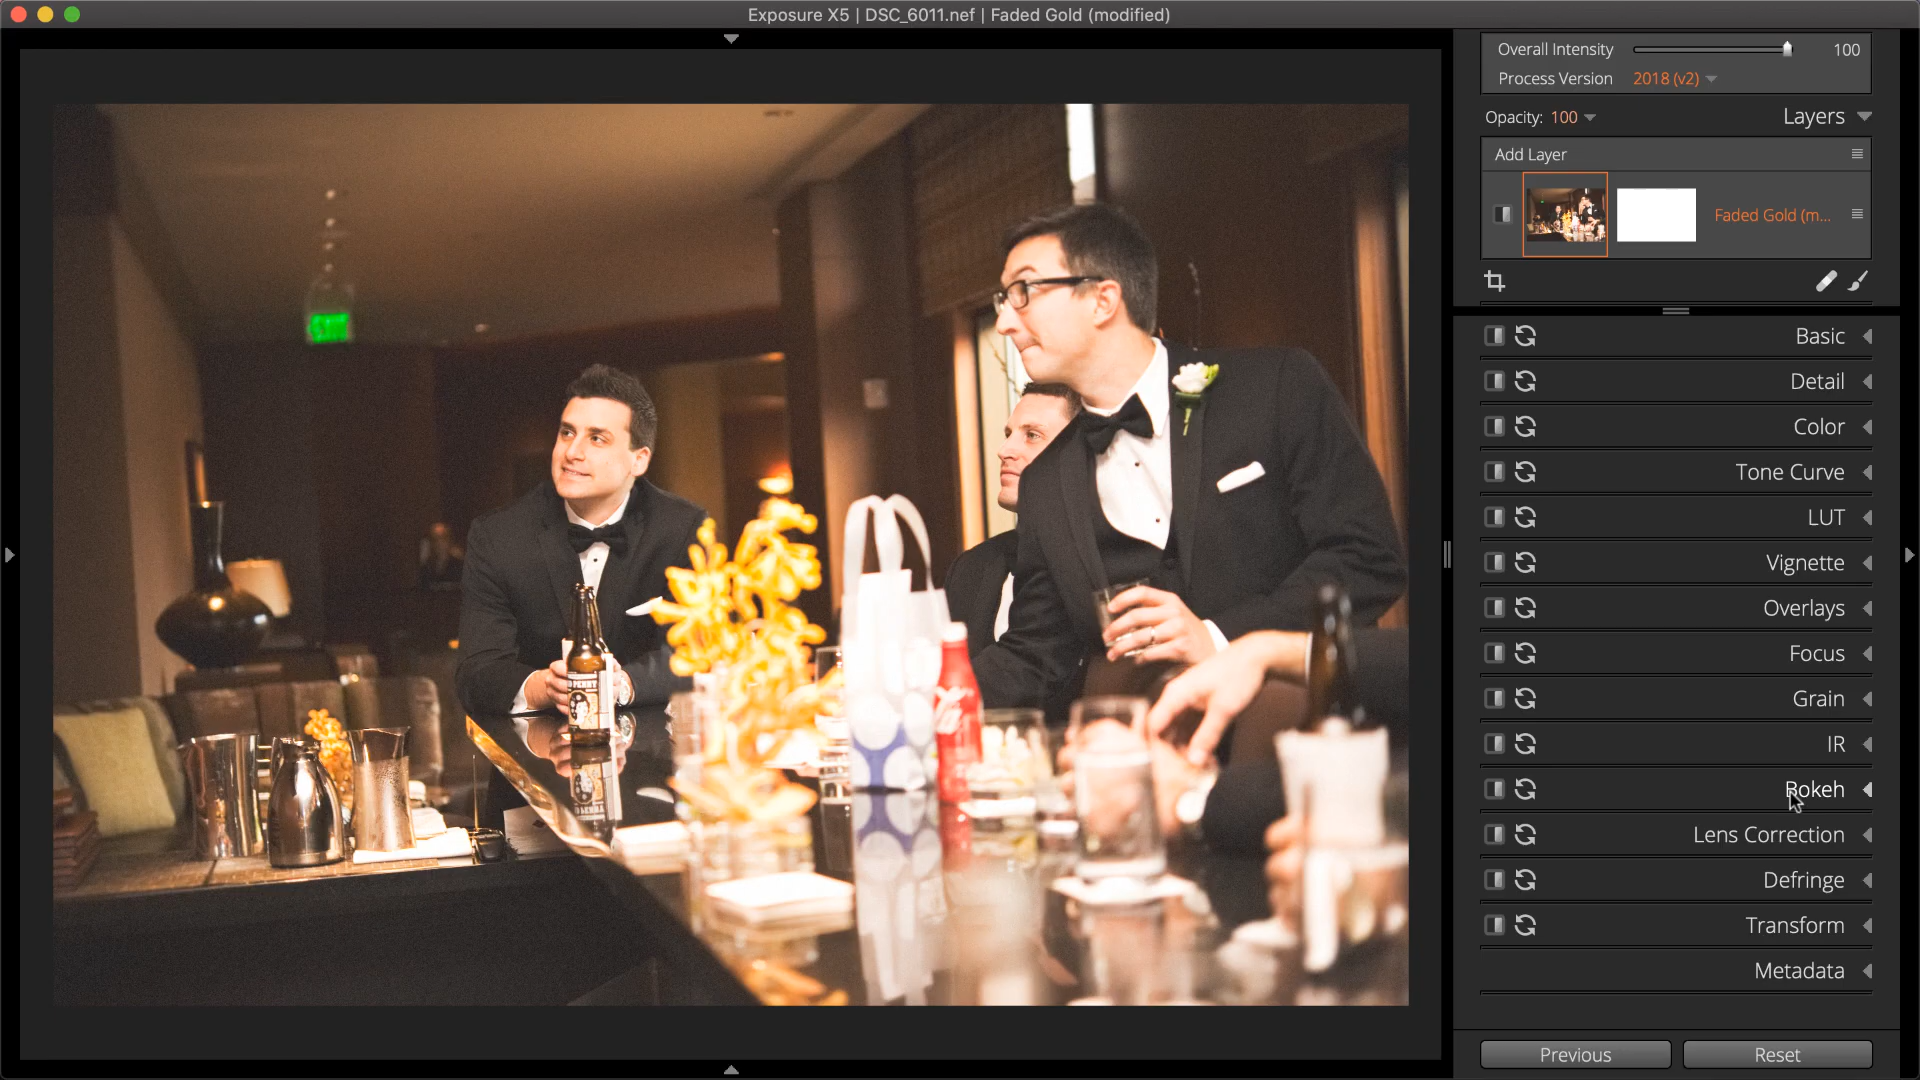 Exposure X5 | DSC_6011.nef | Faded Gold (modified)
Overall Intensity 100
Process Version 2018 (v2)
Opacity: 100 Layers
Add Layer
Faded Gold (m...
Basic
Detail
Color
Tone Curve
LUT
Vignette
Overlays
Focus
Grain
IR
Bokeh
Lens Correction
Defringe
Transform
Metadata
Previous Reset
EXIT
PENNY